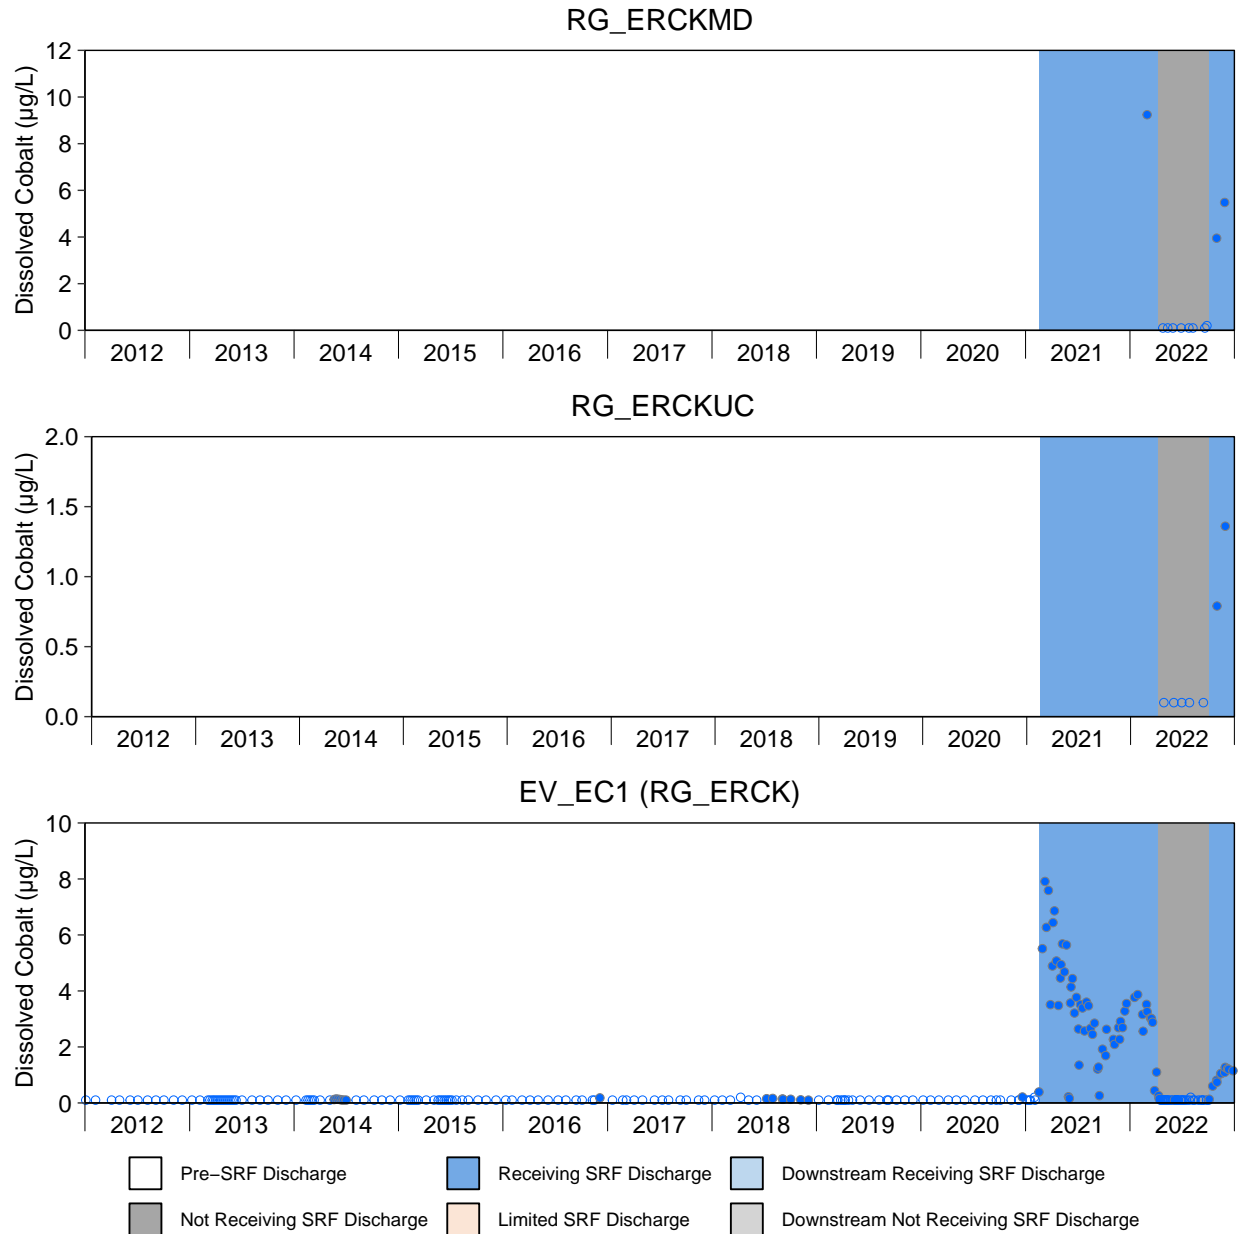 RG_ERCKMD
Dissolved Cobalt (µg/L)
12
10
8
6
4
2
0
2012 2013 2014 2015 2016 2017 2018 2019 2020 2021 2022
RG_ERCKUC
Dissolved Cobalt (µg/L)
2.0
1.5
1.0
0.5
0.0
2012 2013 2014 2015 2016 2017 2018 2019 2020 2021 2022
EV_EC1 (RG_ERCK)
Dissolved Cobalt (µg/L)
10
8
6
4
2
0
2012 2013 2014 2015 2016 2017 2018 2019 2020 2021 2022
Pre−SRF Discharge Receiving SRF Discharge Downstream Receiving SRF Discharge
Not Receiving SRF Discharge Limited SRF Discharge Downstream Not Receiving SRF Discharge